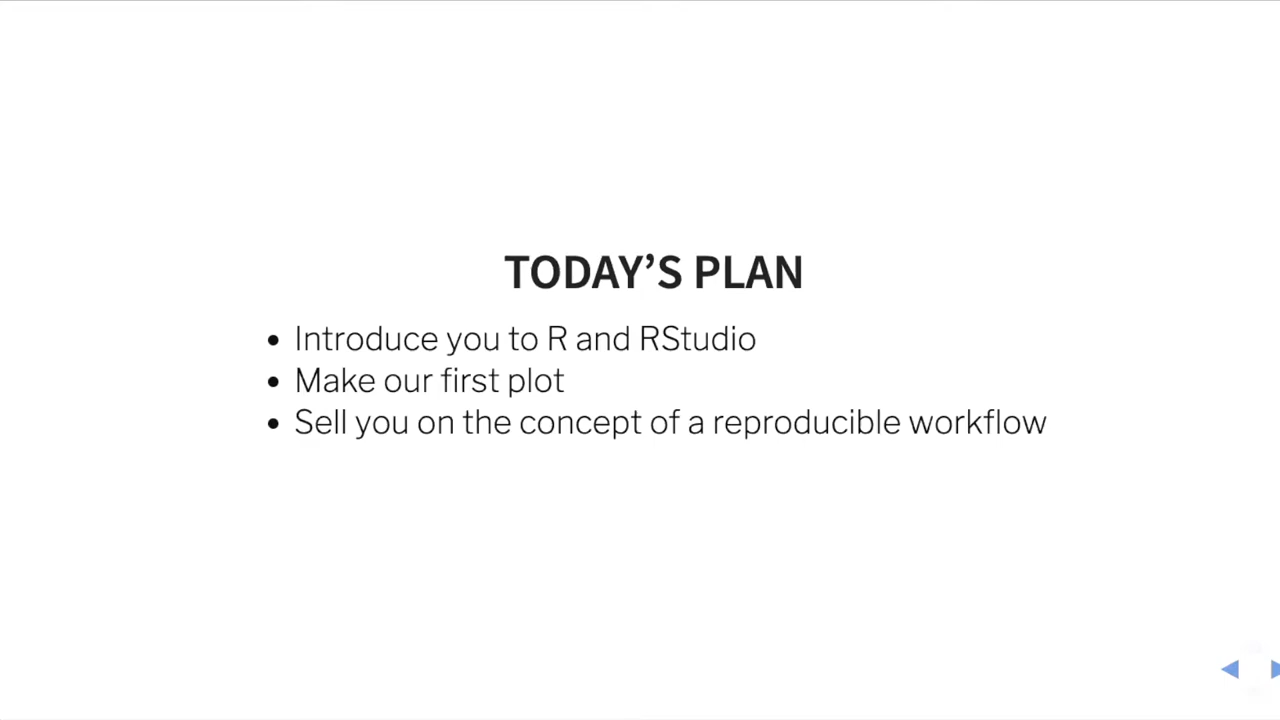 TODAY’S PLAN
• Introduce you to R and RStudio
• Make our first plot
• Sell you on the concept of a reproducible workflow